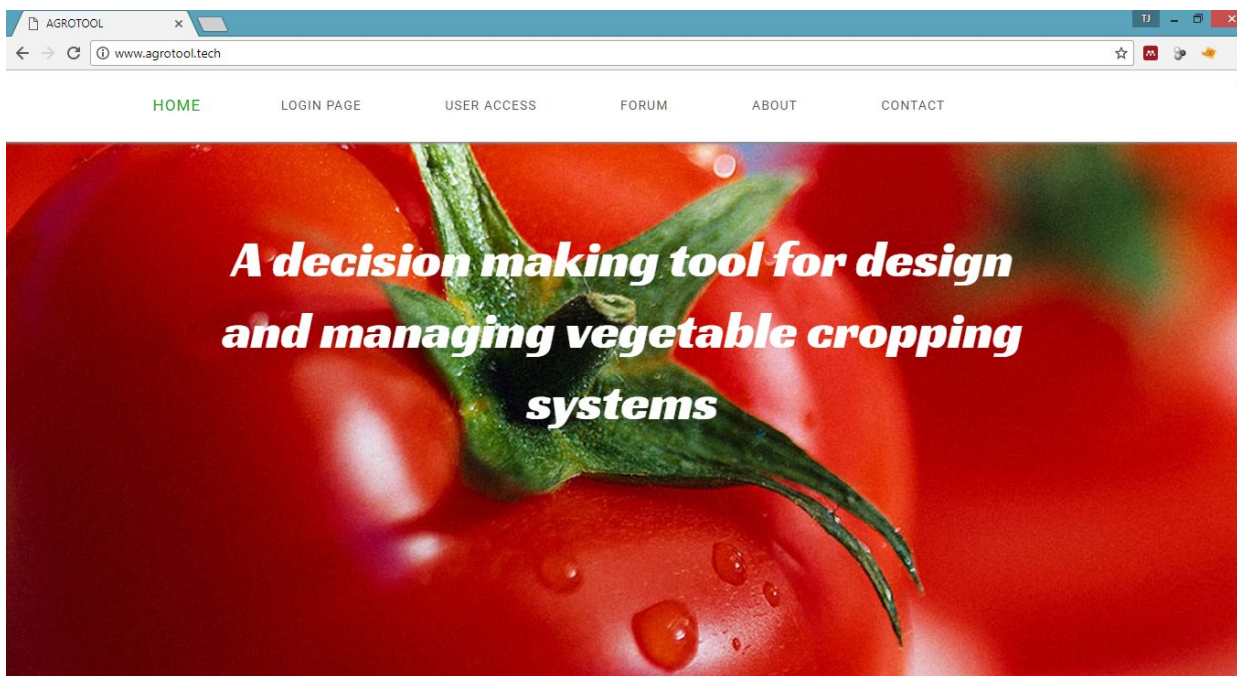 AGROTOOL
TJ
www.agrotool.tech
HOME LOGIN PAGE USER ACCESS FORUM ABOUT CONTACT
A decision making tool for design
and managing vegetable cropping
systems